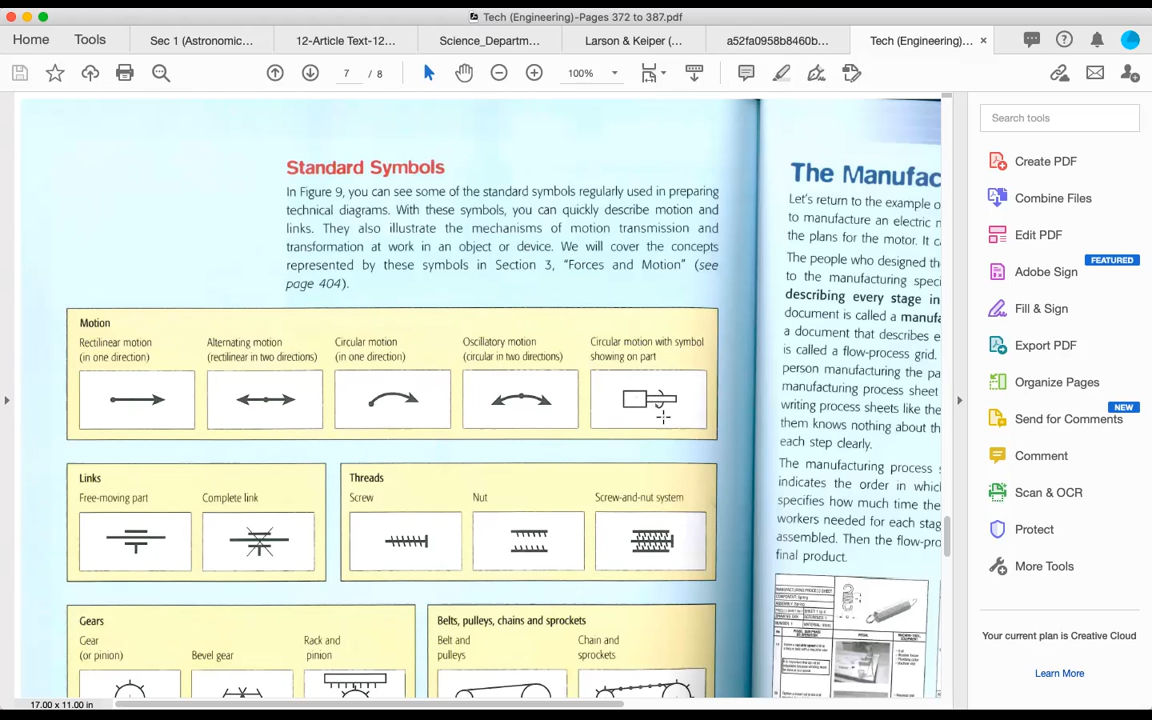 Tech (Engineering)-Pages 372 to 387.pdf
Home
Tools
Sec 1 (Astronomic...
12-Article Text-12...
Science_Departm...
Larson & Keiper (...
a52fa0958b8460b...
Tech (Engineering)...
7 / 8
100%
Search tools
Create PDF
Combine Files
Edit PDF
FEATURED
Adobe Sign
Fill & Sign
Export PDF
Organize Pages
NEW
Send for Comments
Comment
Scan & OCR
Protect
More Tools
Your current plan is Creative Cloud
Learn More
Standard Symbols
In Figure 9, you can see some of the standard symbols regularly used in preparing
technical diagrams. With these symbols, you can quickly describe motion and
links. They also illustrate the mechanisms of motion transmission and
transformation at work in an object or device. We will cover the concepts
represented by these symbols in Section 3, “Forces and Motion” (see
page 404).
Motion
Rectilinear motion
(in one direction)
Alternating motion
(rectilinear in two directions)
Circular motion
(in one direction)
Oscillatory motion
(circular in two directions)
Circular motion with symbol
showing on part
Links
Free-moving part
Complete link
Threads
Screw
Nut
Screw-and-nut system
Gears
Gear
(or pinion)
Bevel gear
Rack and
pinion
Belts, pulleys, chains and sprockets
Belt and
pulleys
Chain and
sprockets
The Manufac
Let's return to the example o
to manufacture an electric m
the plans for the motor. It ca
The people who designed th
to the manufacturing speci
describing every stage in
document is called a manufa
a document that describes e
is called a flow-process grid.
person manufacturing the pa
manufacturing process sheet
writing process sheets like the
them knows nothing about th
each step clearly.
The manufacturing process s
indicates the order in which
specifies how much time the
workers needed for each stag
assembled. Then the flow-pro
final product.
MANUFACTURING PROCESS SHEET
17.00 x 11.00 in